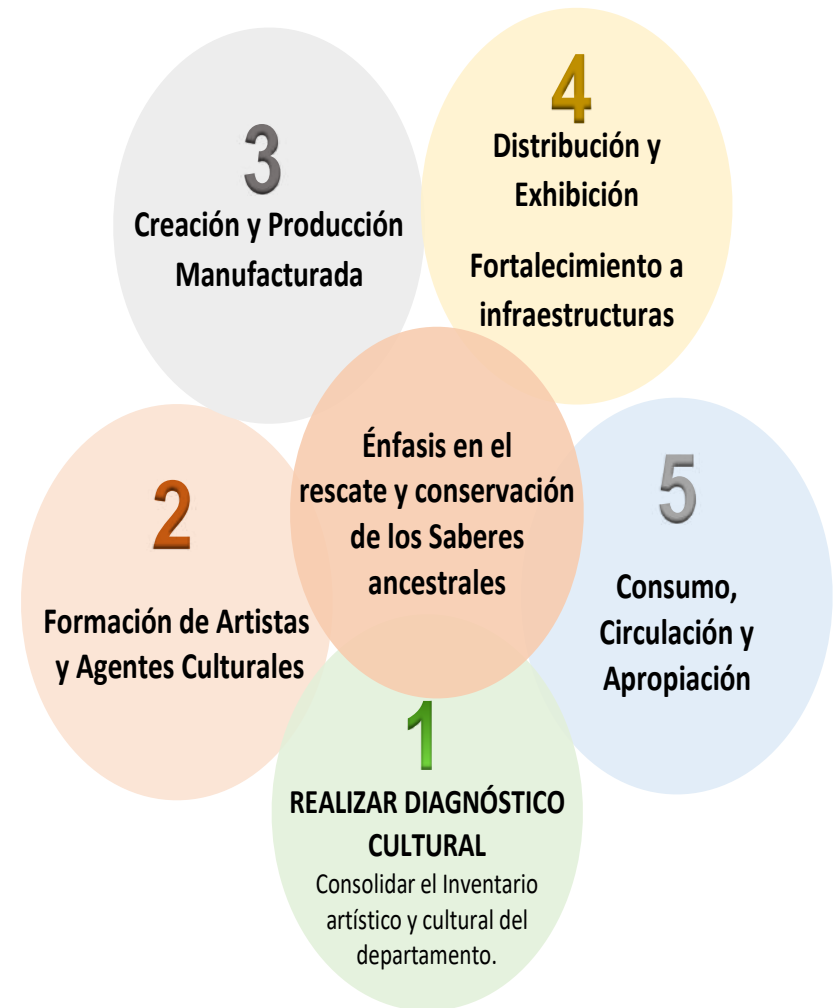 3
Creación y Producción
Manufacturada
4
Distribución y
Exhibición
Fortalecimiento a
infraestructuras
Énfasis en el
rescate y conservación
de los Saberes
ancestrales
2
Formación de Artistas
y Agentes Culturales
5
Consumo,
Circulación y
Apropiación
1
REALIZAR DIAGNÓSTICO
CULTURAL
Consolidar el Inventario
artístico y cultural del
departamento.